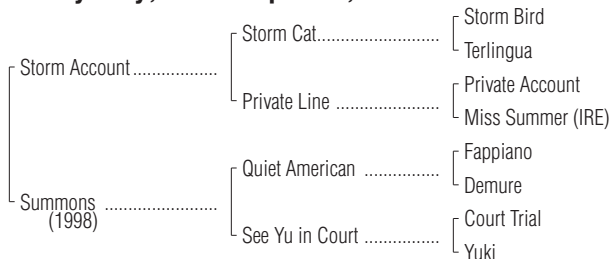 Storm Bird
Storm Cat....................
Terlingua
Storm Account..................
Private Account
Private Line ......................
Miss Summer (IRE)
Fappiano
Quiet American ................
Demure
Summons ........................
(1998)
Court Trial
See Yu in Court ................
Yuki